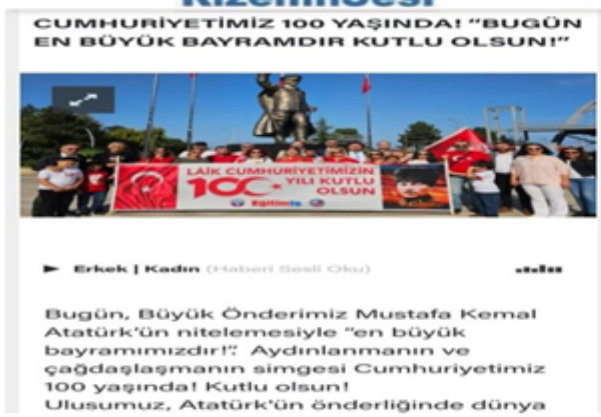 CUMHURİYETİMİZ 100 YAŞINDA! "BUGÜN
EN BÜYÜK BAYRAMDIR KUTLU OLSUN!"
LAİK CUMHURİYETİMİZİN
100. YILI KUTLU
OLSUN
Eğitimiş
Erkek | Kadın (Haberi Sesli Oku)
Bugün, Büyük Önderimiz Mustafa Kemal
Atatürk'ün nitelemesiyle "en büyük
bayramımızdır!". Aydınlanmanın ve
çağdaşlaşmanın simgesi Cumhuriyetimiz
100 yaşında! Kutlu olsun!
Ulusumuz, Atatürk'ün önderliğinde dünya